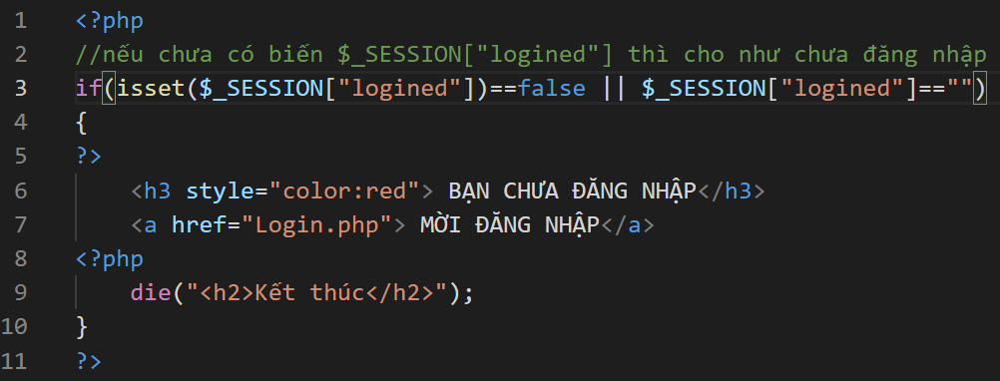 1 <?php
2 //nếu chưa có biến $_SESSION["logined"] thì cho như chưa đăng nhập
3 if(isset($_SESSION["logined"])==false || $_SESSION["logined"]=="")
4 {
5 ?>
6 <h3 style="color:red"> BẠN CHƯA ĐĂNG NHẬP</h3>
7 <a href="Login.php"> MỜI ĐĂNG NHẬP</a>
8 <?php
9 die("<h2>Kết thúc</h2>");
10 }
11 ?>